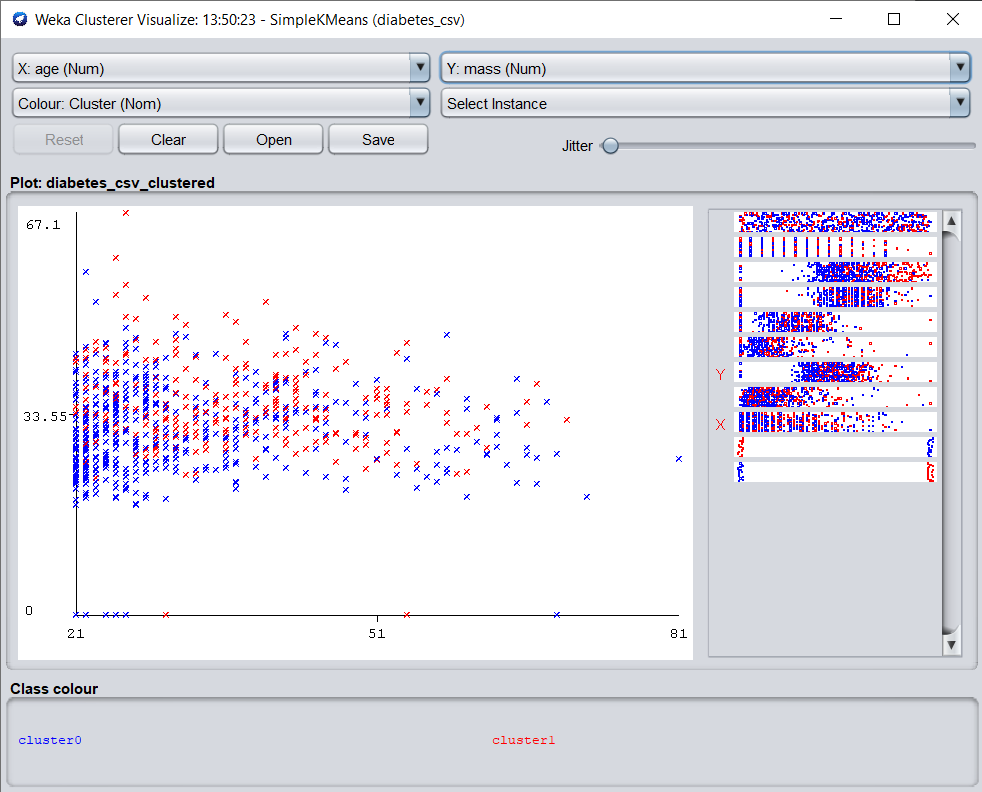 Weka Clusterer Visualize: 13:50:23 - SimpleKMeans (diabetes_csv)
X: age (Num)
Y: mass (Num)
Colour: Cluster (Nom)
Select Instance
Reset
Clear
Open
Save
Jitter
Plot: diabetes_csv_clustered
67.1
33.55
0
21
51
81
Y
X
Class colour
cluster0
cluster1